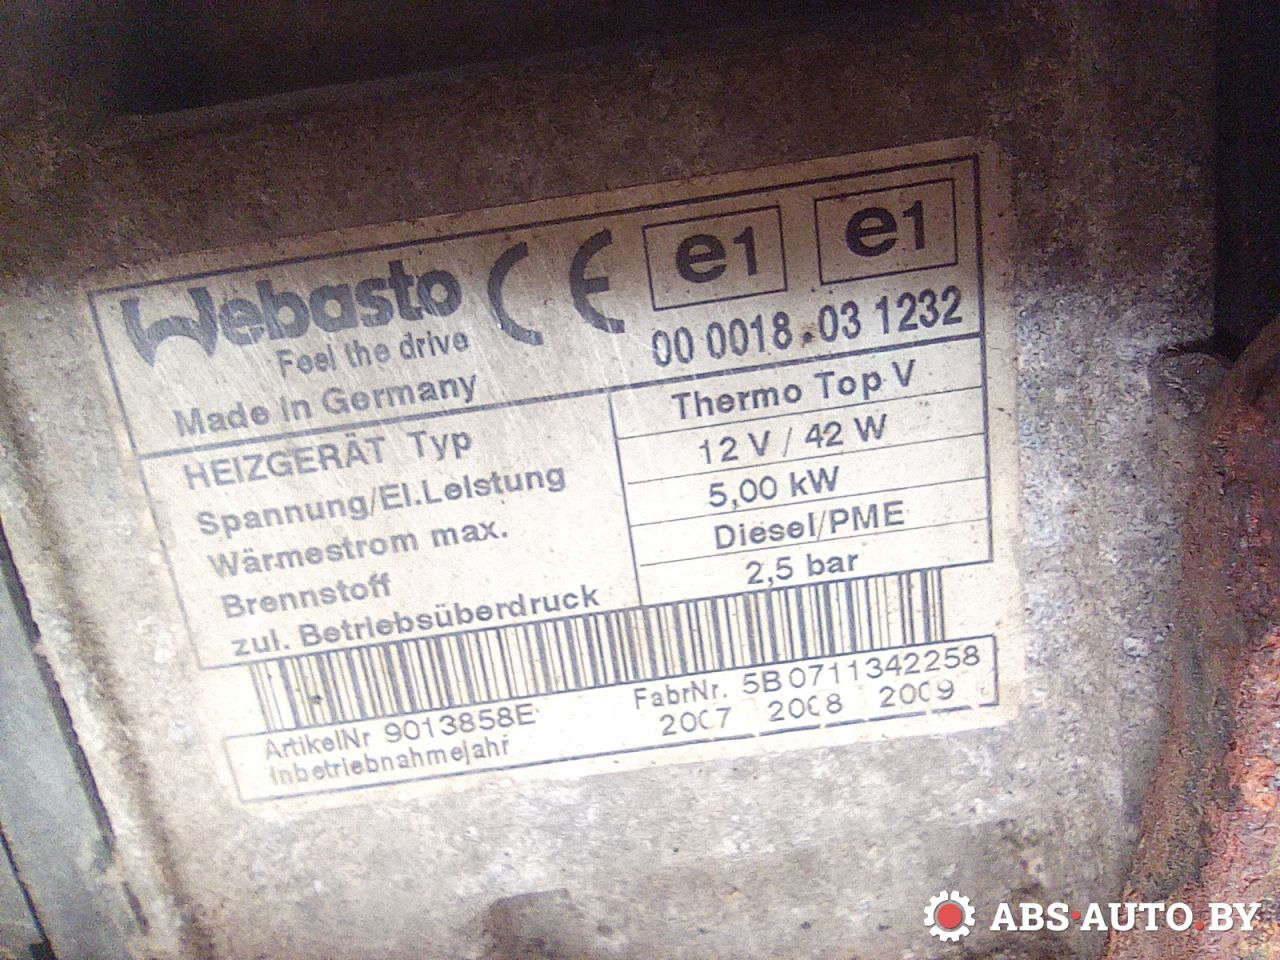 Webasto CE e1 e1
Feel the drive 00 0018 03 1232
Made in Germany
HEIZGERÄT Typ Thermo Top V
Spannung/El.Leistung 12 V / 42 W
Wärmestrom max. 5,00 kW
Brennstoff Diesel/PME
zul. Betriebsüberdruck 2,5 bar
ArtikelNr 9013858E FabrNr. 5B0711342258
Inbetriebnahmejahr 2007 2008 2009
ABS·AUTO.BY